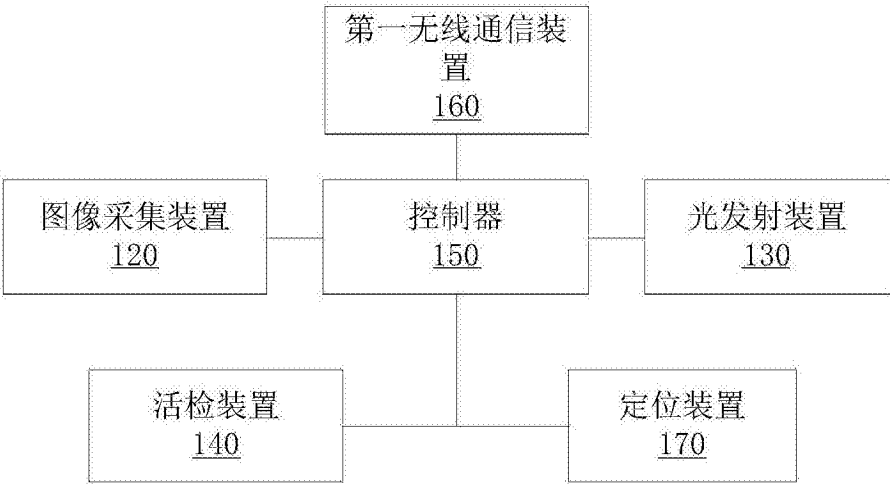 第一无线通信装
置
160
图像采集装置
120
控制器
150
光发射装置
130
活检装置
140
定位装置
170